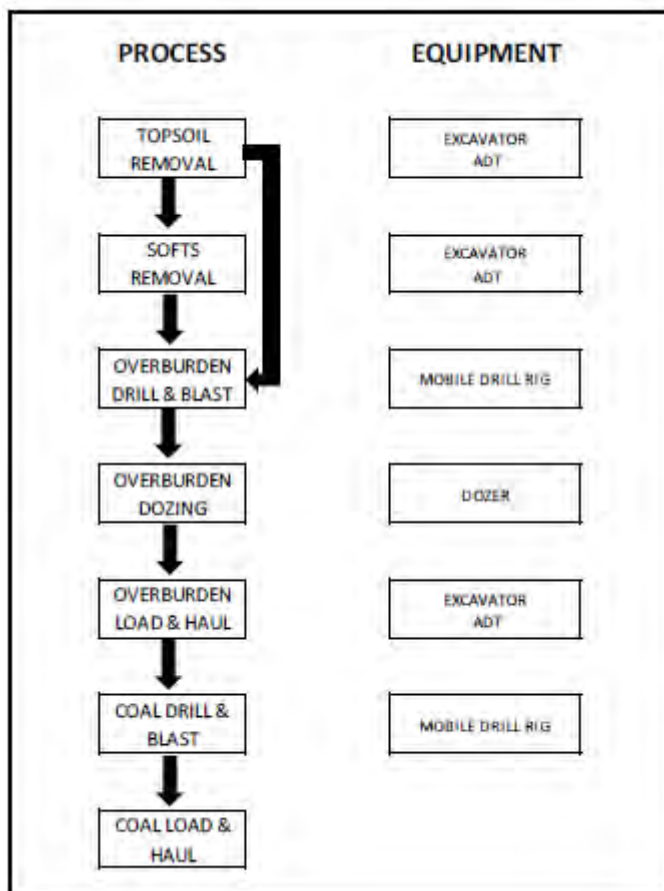 PROCESS EQUIPMENT
TOPSOIL
REMOVAL
EXCAVATOR
ADT
SOFTS
REMOVAL
EXCAVATOR
ADT
OVERBURDEN
DRILL & BLAST
MOBILE DRILL RIG
OVERBURDEN
DOZING
DOZER
OVERBURDEN
LOAD & HAUL
EXCAVATOR
ADT
COAL DRILL &
BLAST
MOBILE DRILL RIG
COAL LOAD &
HAUL